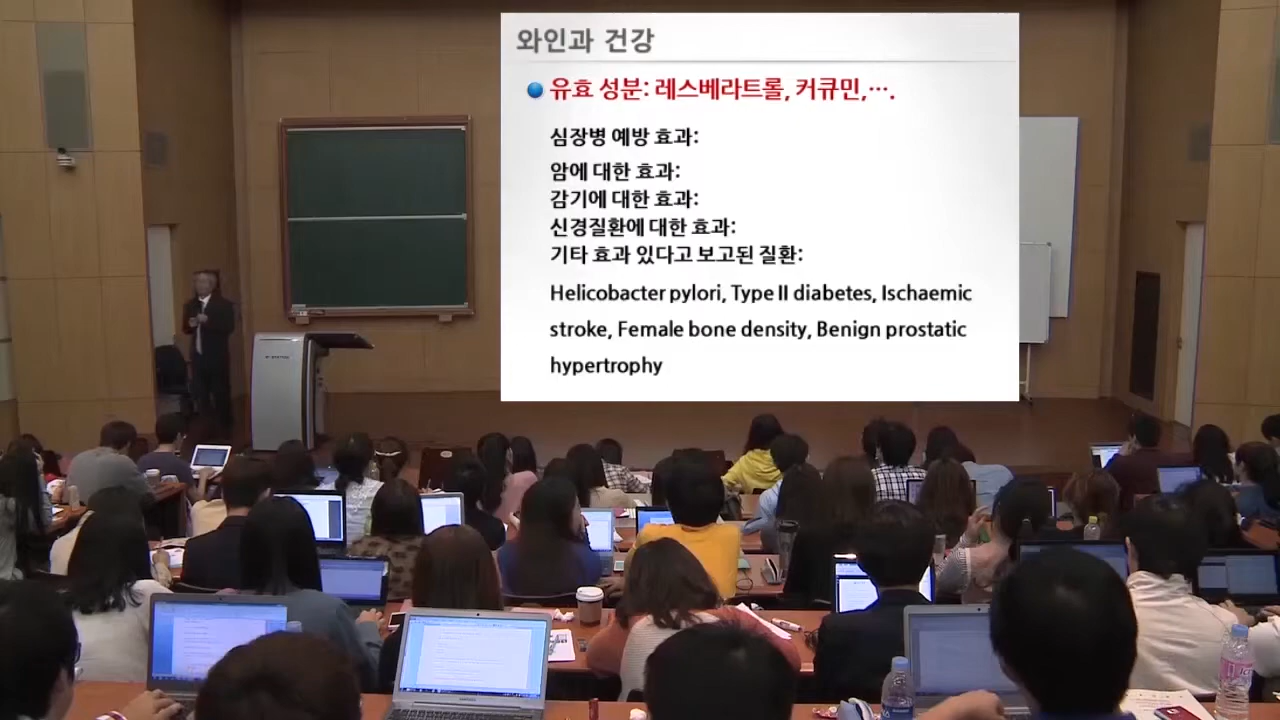 와인과 건강
유효 성분: 레스베라트롤, 커큐민,….
심장병 예방 효과:
암에 대한 효과:
감기에 대한 효과:
신경질환에 대한 효과:
기타 효과 있다고 보고된 질환:
Helicobacter pylori, Type II diabetes, Ischaemic
stroke, Female bone density, Benign prostatic
hypertrophy